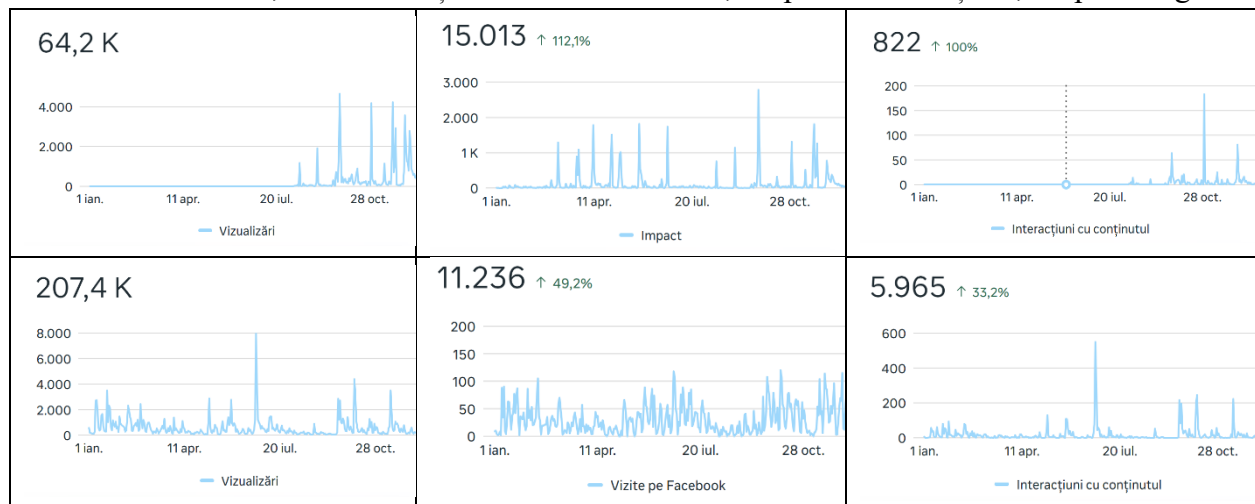 64,2 K
4.000
2.000
0
1 ian.
11 apr.
20 iul.
28 oct.
Vizualizări
15.013 ↑ 112,1%
3.000
2.000
1 K
0
1 ian.
11 apr.
20 iul.
28 oct.
Impact
822 ↑ 100%
200
150
100
50
0
1 ian.
11 apr.
20 iul.
28 oct.
Interacțiuni cu conținutul
207,4 K
8.000
6.000
4.000
2.000
0
1 ian.
11 apr.
20 iul.
28 oct.
Vizualizări
11.236 ↑ 49,2%
200
150
100
50
0
1 ian.
11 apr.
20 iul.
28 oct.
Vizite pe Facebook
5.965 ↑ 33,2%
600
400
200
0
1 ian.
11 apr.
20 iul.
28 oct.
Interacțiuni cu conținutul